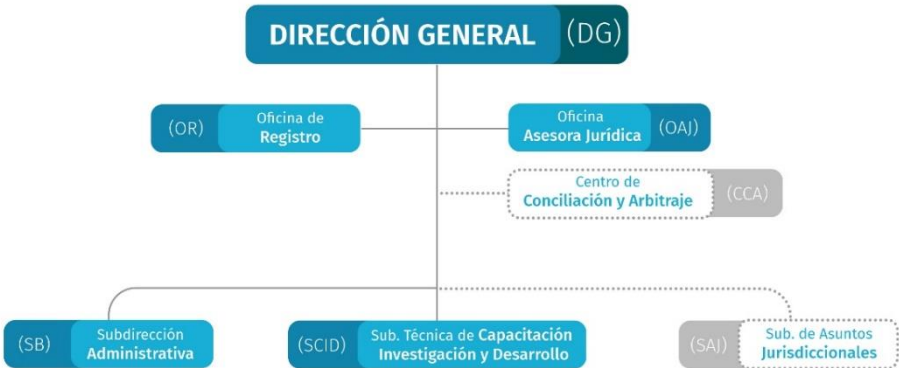 DIRECCIÓN GENERAL (DG)
(OR) Oficina de
Registro
Oficina
Asesora Jurídica (OAJ)
Centro de
Conciliación y Arbitraje (CCA)
(SB) Subdirección
Administrativa
(SCID) Sub. Técnica de Capacitación
Investigación y Desarrollo
(SAJ) Sub. de Asuntos
Jurisdiccionales